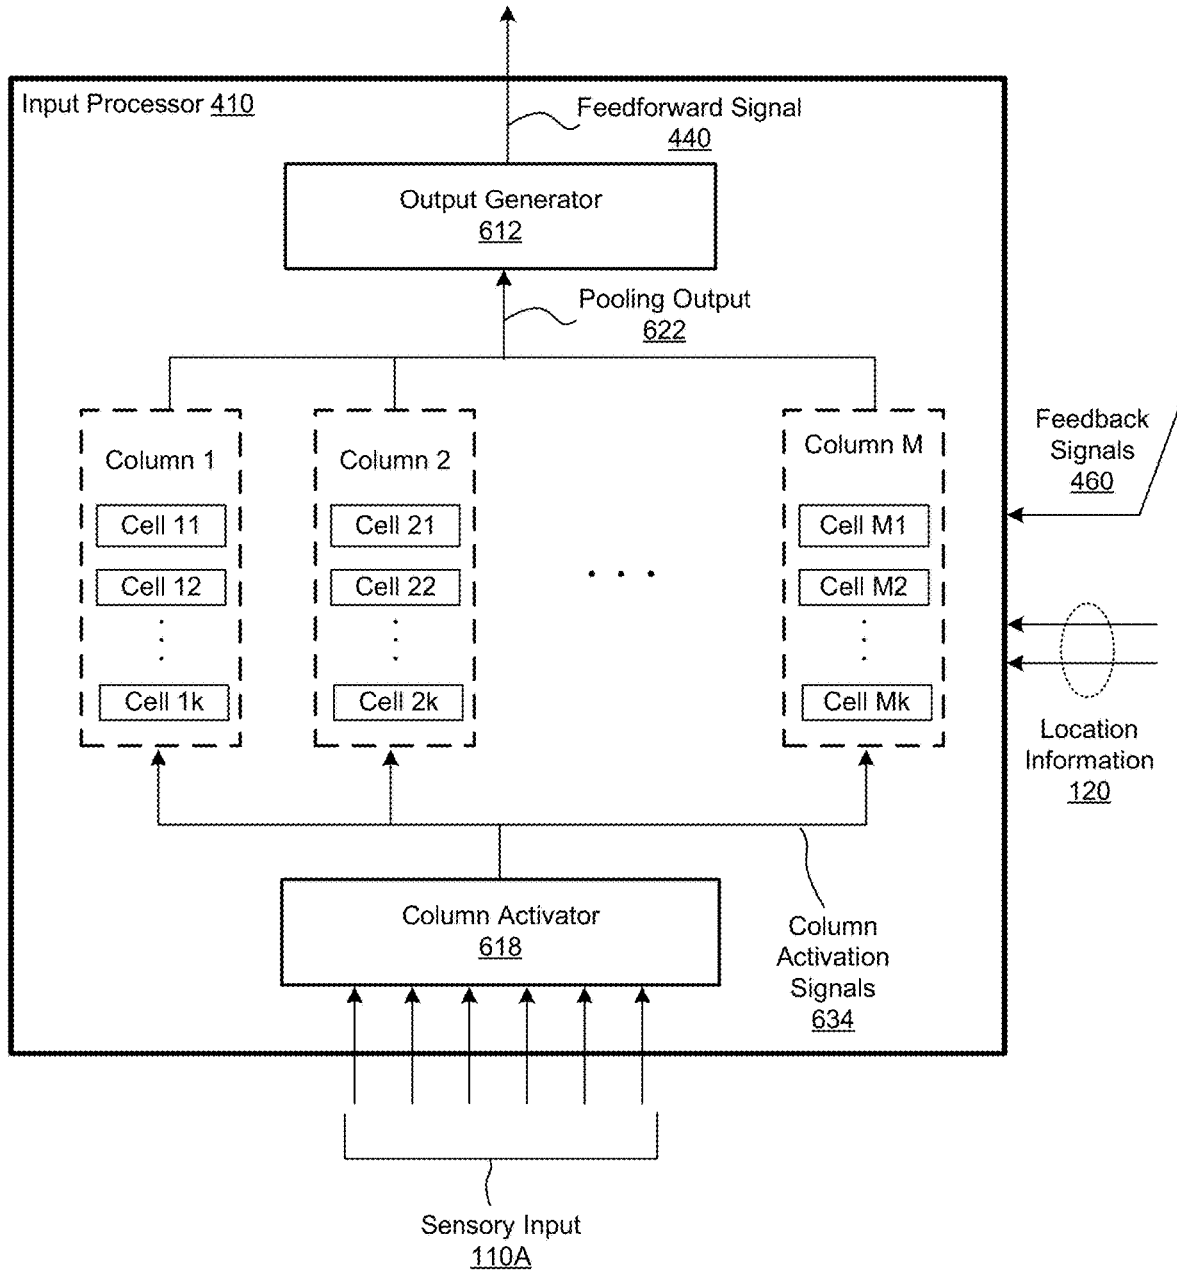 Input Processor 410
Feedforward Signal
440
Output Generator
612
Pooling Output
622
Column 1
Cell 11
Cell 12
Cell 1k
Column 2
Cell 21
Cell 22
Cell 2k
. . .
Column M
Cell M1
Cell M2
Cell Mk
Feedback
Signals
460
Location
Information
120
Column Activator
618
Column
Activation
Signals
634
Sensory Input
110A